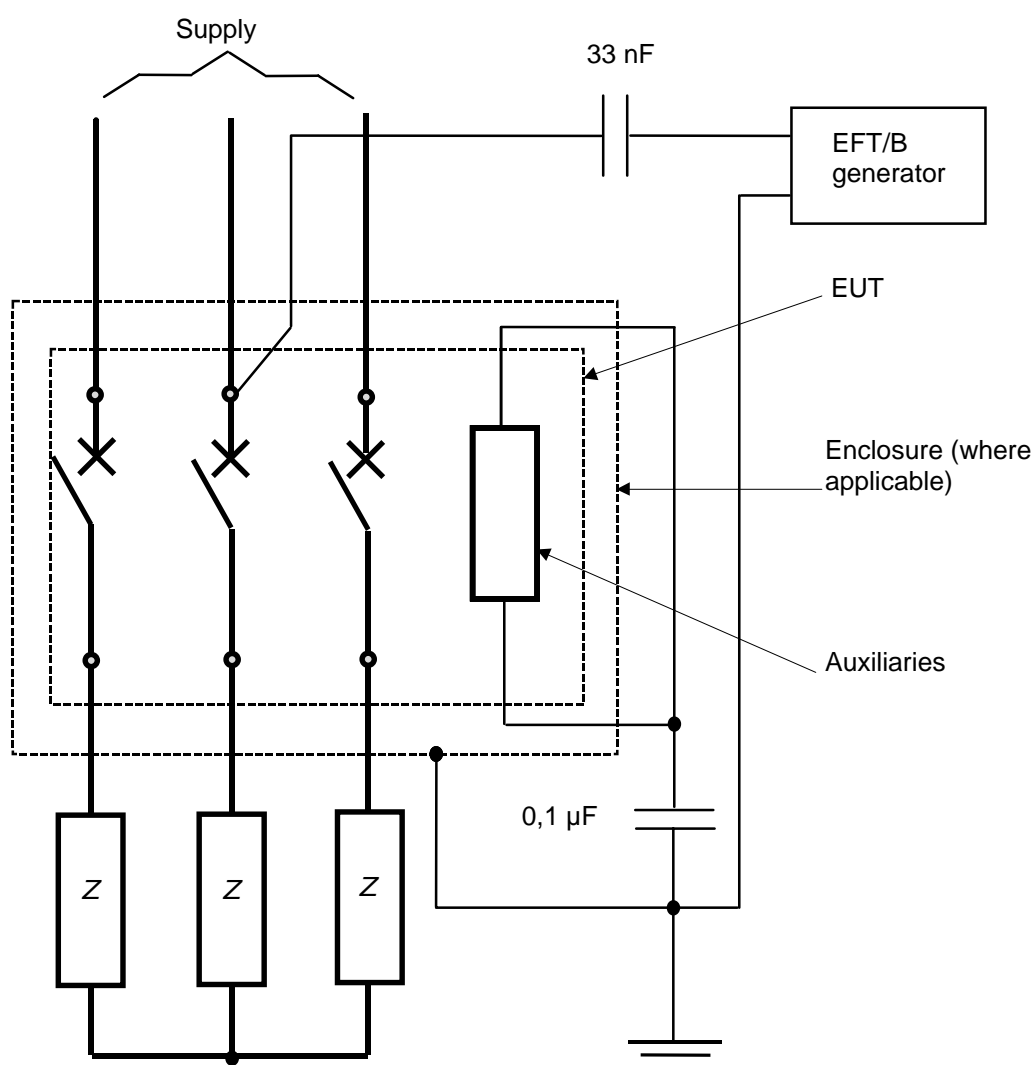 Supply
33 nF
EFT/B
generator
EUT
Enclosure (where
applicable)
Auxiliaries
0,1 µF
Z
Z
Z